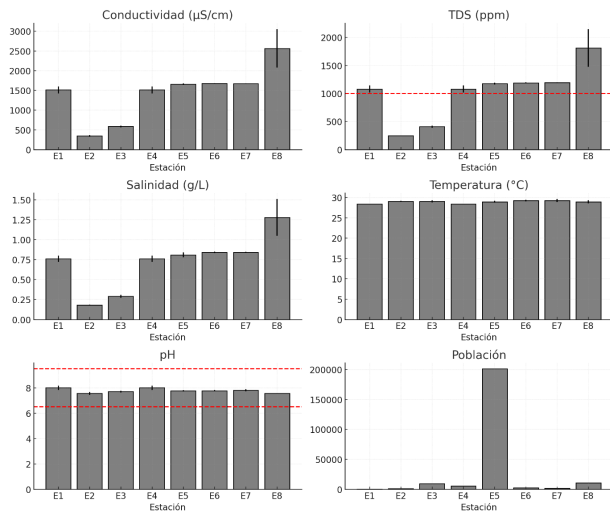 Conductividad (µS/cm)
3000
2500
2000
1500
1000
500
0
E1 E2 E3 E4 E5 E6 E7 E8
Estación
TDS (ppm)
2000
1500
1000
500
0
E1 E2 E3 E4 E5 E6 E7 E8
Estación
Salinidad (g/L)
1.50
1.25
1.00
0.75
0.50
0.25
0.00
E1 E2 E3 E4 E5 E6 E7 E8
Estación
Temperatura (°C)
30
25
20
15
10
5
0
E1 E2 E3 E4 E5 E6 E7 E8
Estación
pH
8
6
4
2
0
E1 E2 E3 E4 E5 E6 E7 E8
Estación
Población
200000
150000
100000
50000
0
E1 E2 E3 E4 E5 E6 E7 E8
Estación